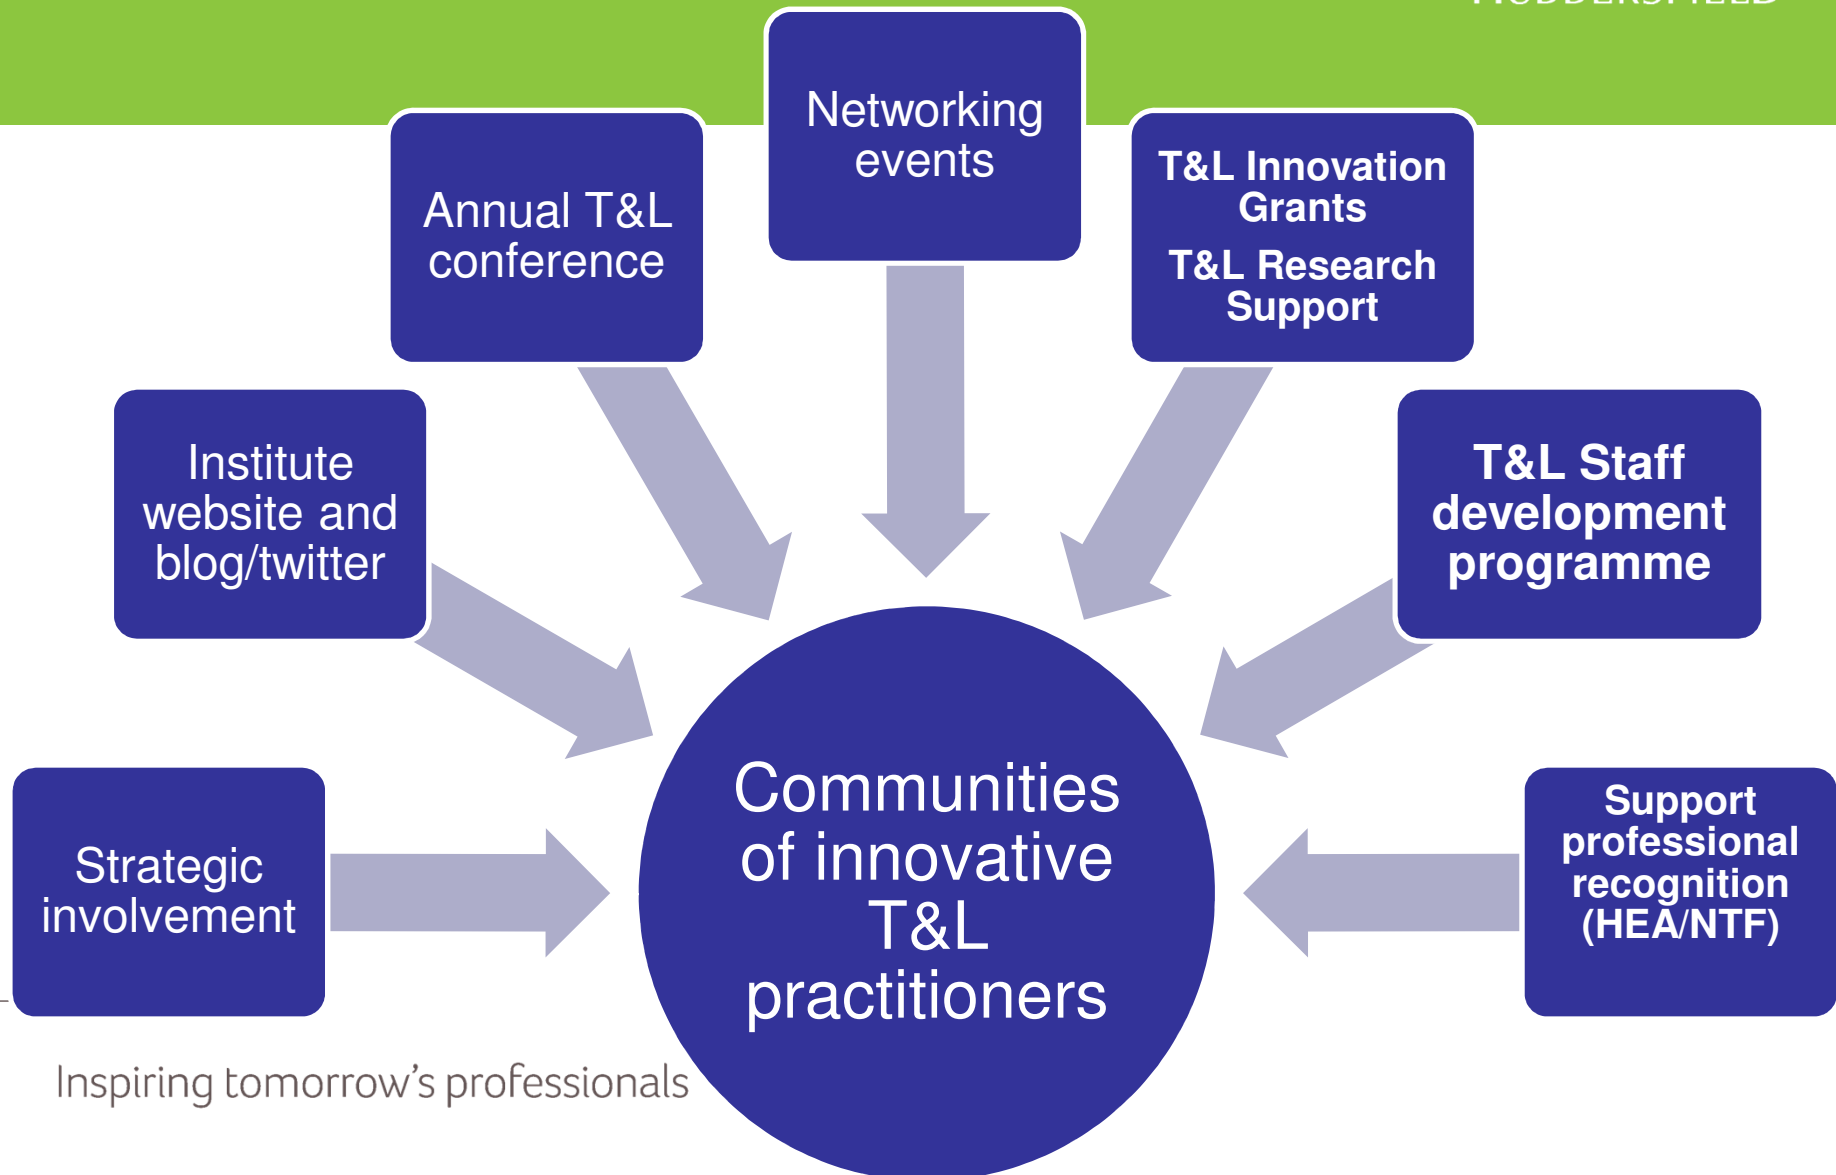 Networking
events
Annual T&L
conference
T&L Innovation
Grants
T&L Research
Support
Institute
website and
blog/twitter
T&L Staff
development
programme
Strategic
involvement
Support
professional
recognition
(HEA/NTF)
Communities
of innovative
T&L
practitioners
Inspiring tomorrow's professionals